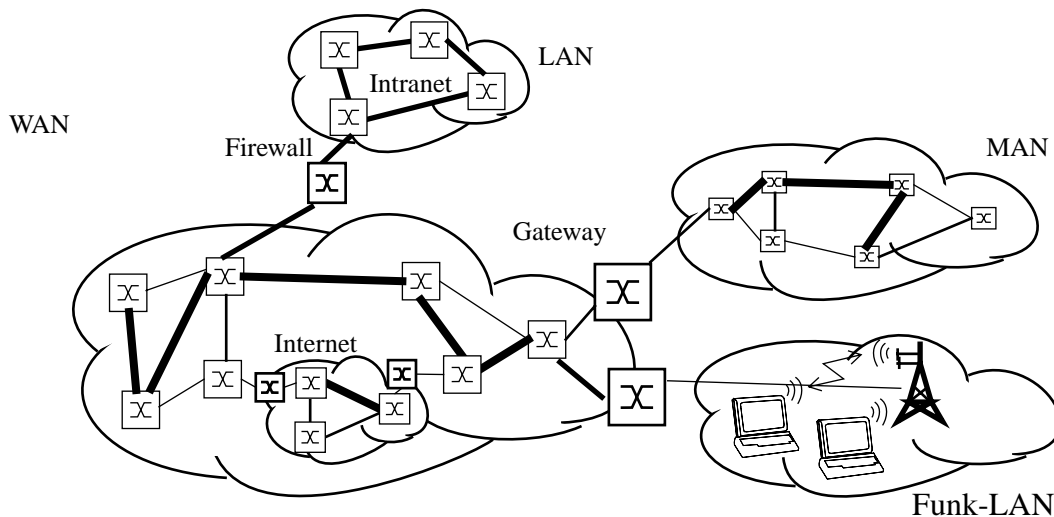 LAN
Intranet
WAN
Firewall
MAN
Gateway
Internet
Funk-LAN